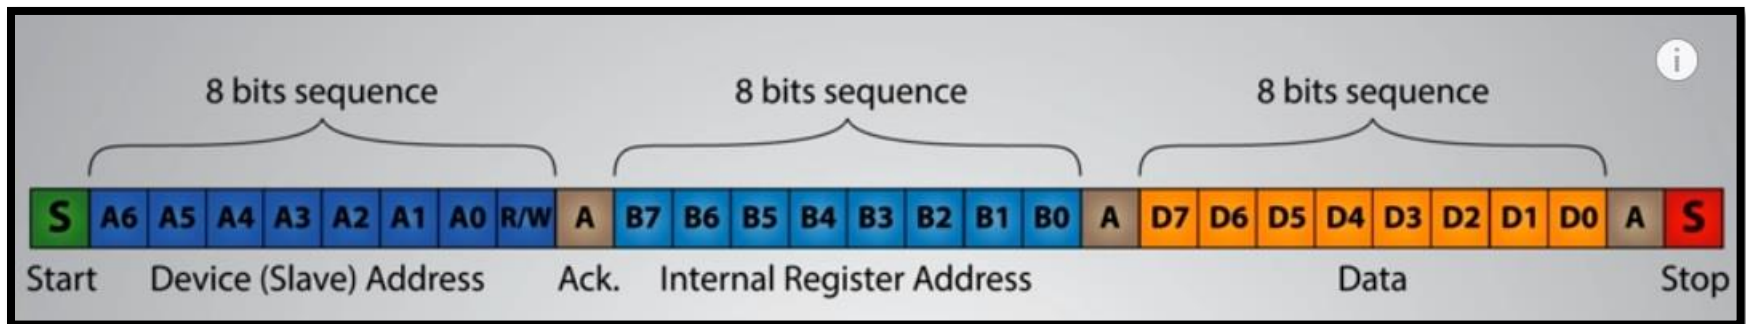 8 bits sequence 8 bits sequence 8 bits sequence
i
S A6 A5 A4 A3 A2 A1 A0 R/W A B7 B6 B5 B4 B3 B2 B1 B0 A D7 D6 D5 D4 D3 D2 D1 D0 A S
Start Device (Slave) Address Ack. Internal Register Address Data Stop